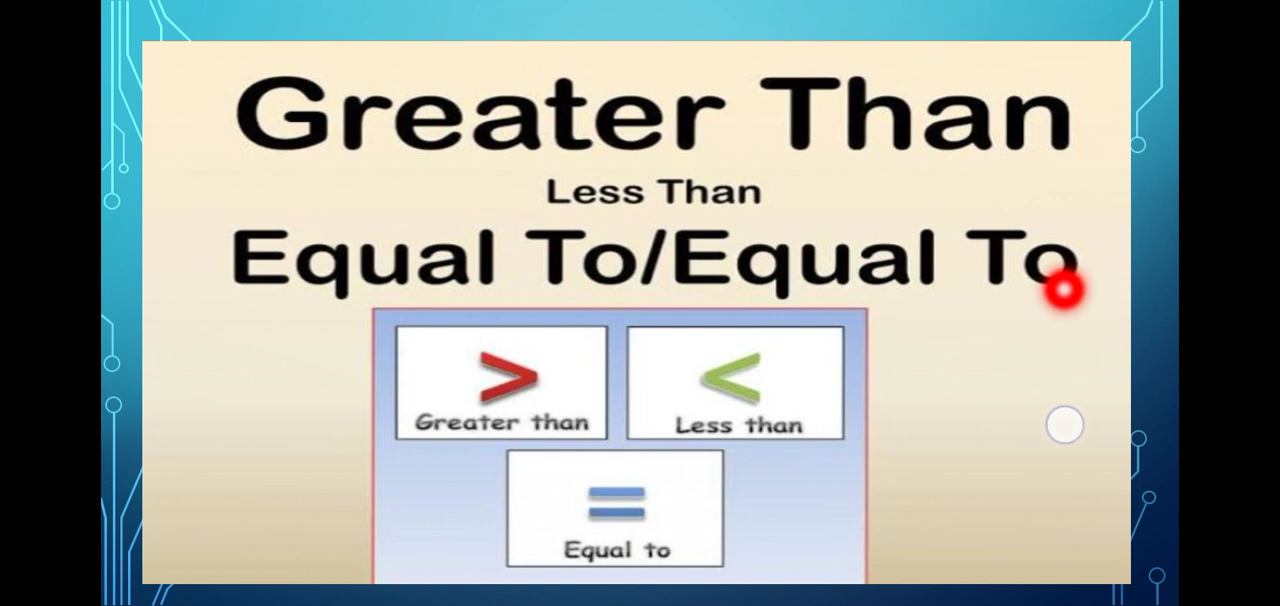 Greater Than
Less Than
Equal To/Equal To
>
<
Greater than
Less than
=
Equal to